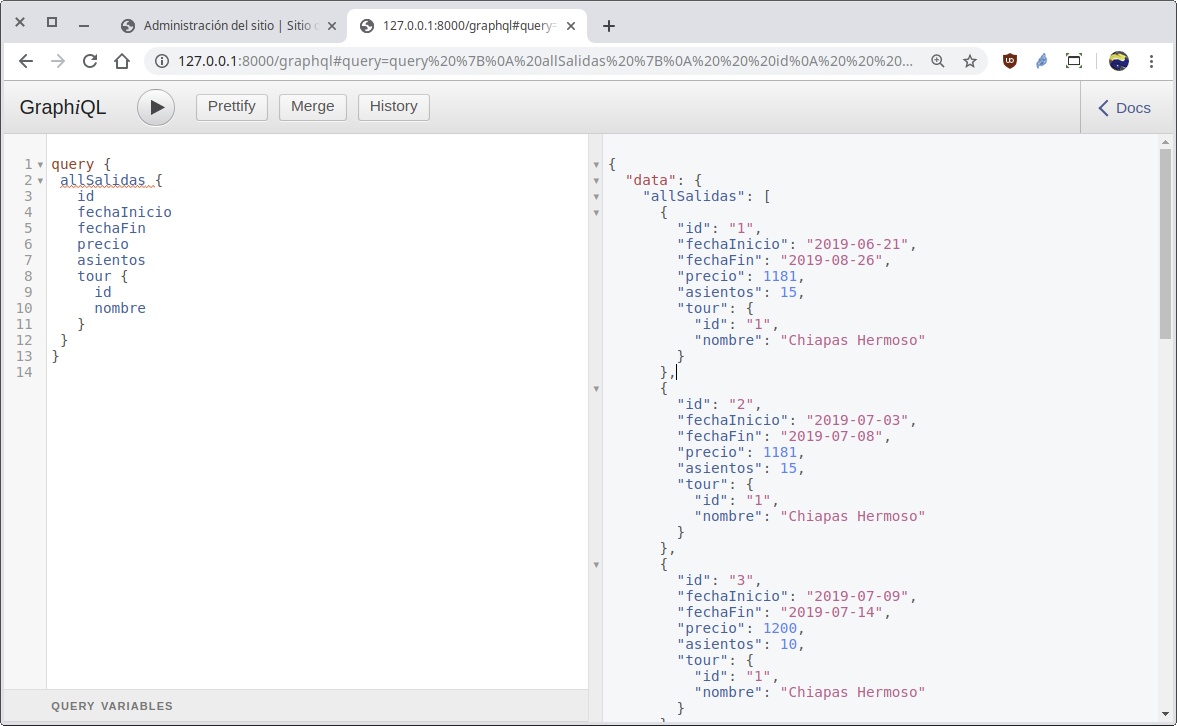 Administración del sitio | Sitio
127.0.0.1:8000/graphql#query=
127.0.0.1:8000/graphql#query=query%20%7B%0A%20allSalidas%20%7B%0A%20%20%20id%0A%20%20%20...
GraphiQL
Prettify
Merge
History
Docs
1 query {
2 allSalidas {
3 id
4 fechaInicio
5 fechaFin
6 precio
7 asientos
8 tour {
9 id
10 nombre
11 }
12 }
13 }
14
QUERY VARIABLES
{
"data": {
"allSalidas": [
{
"id": "1",
"fechaInicio": "2019-06-21",
"fechaFin": "2019-08-26",
"precio": 1181,
"asientos": 15,
"tour": {
"id": "1",
"nombre": "Chiapas Hermoso"
}
},
{
"id": "2",
"fechaInicio": "2019-07-03",
"fechaFin": "2019-07-08",
"precio": 1181,
"asientos": 15,
"tour": {
"id": "1",
"nombre": "Chiapas Hermoso"
}
},
{
"id": "3",
"fechaInicio": "2019-07-09",
"fechaFin": "2019-07-14",
"precio": 1200,
"asientos": 10,
"tour": {
"id": "1",
"nombre": "Chiapas Hermoso"
}